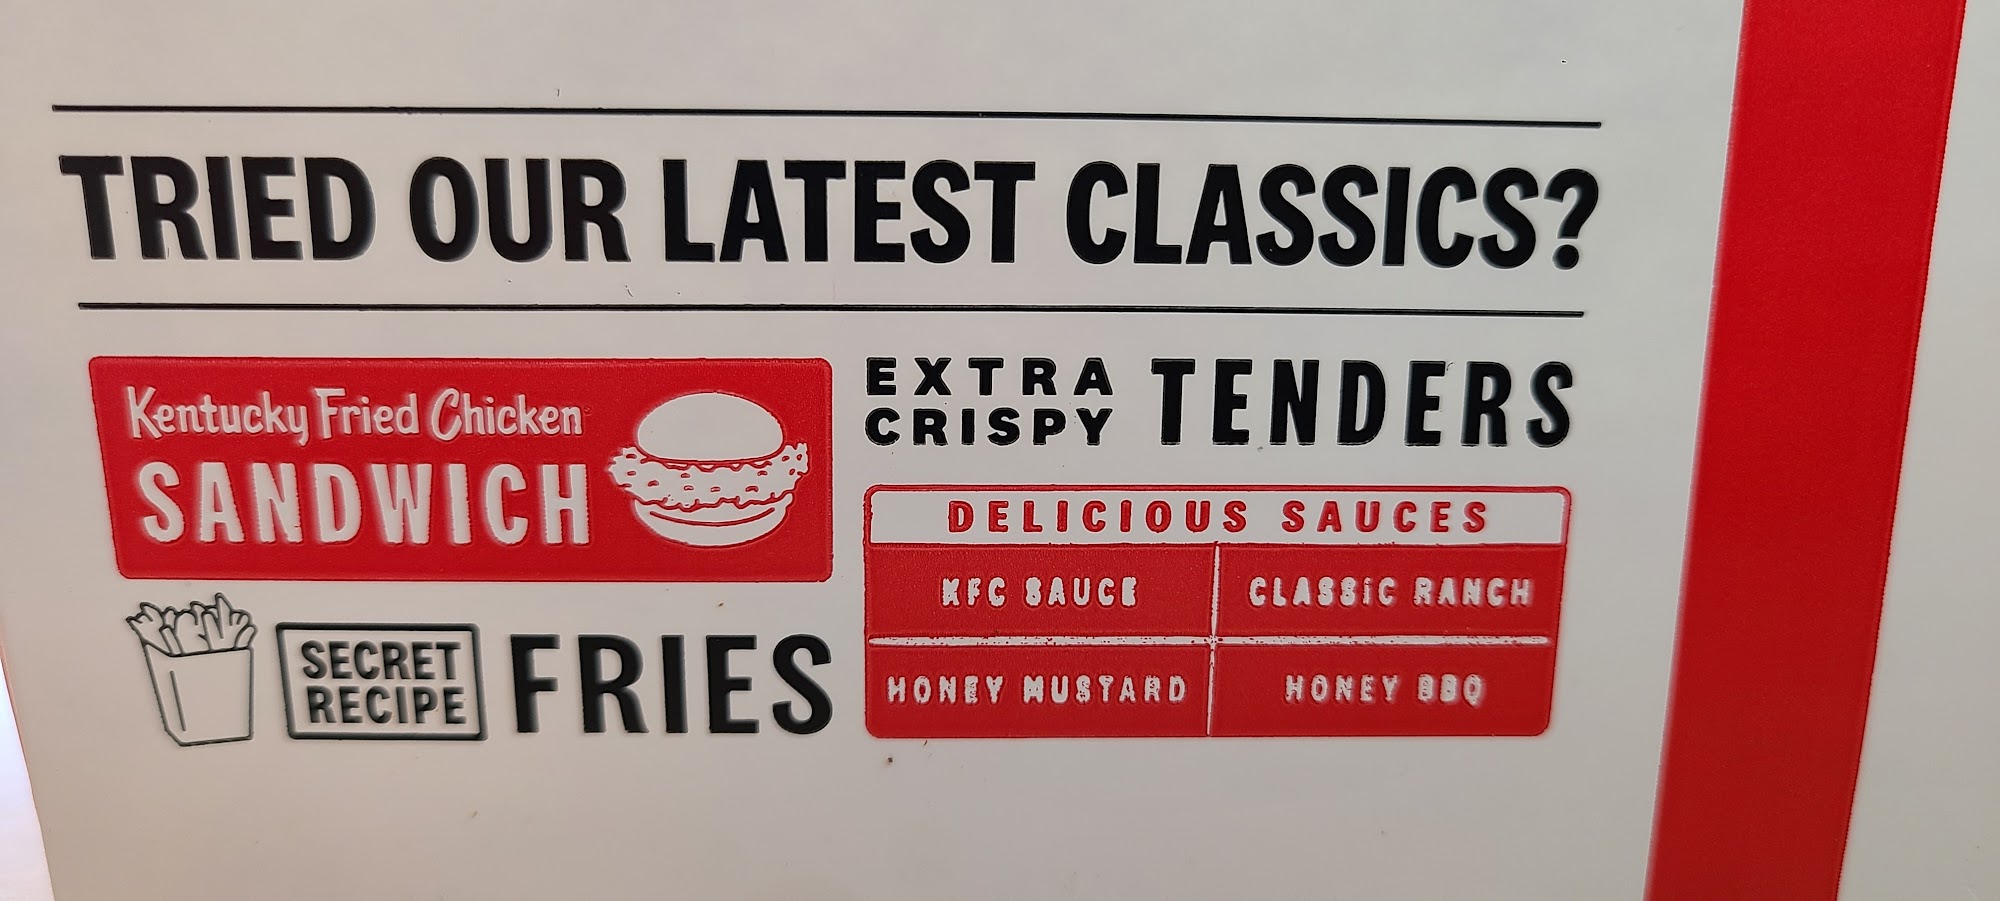 TRIED OUR LATEST CLASSICS?
Kentucky Fried Chicken
SANDWICH
SECRET
RECIPE
FRIES
EXTRA
CRISPY
TENDERS
DELICIOUS SAUCES
KFC SAUCE
CLASSIC RANCH
HONEY MUSTARD
HONEY BBQ